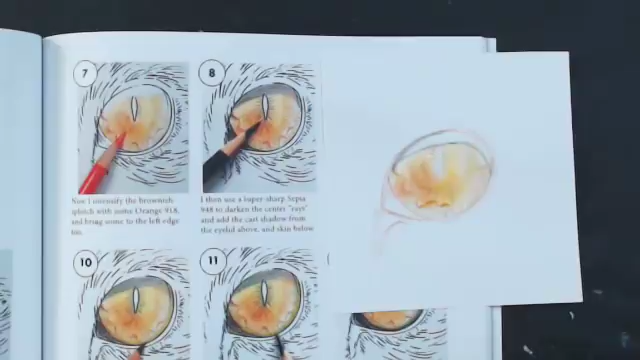 7
8
Now I intensify the brownish
splotch with some Orange 918,
and bring some to the left edge
too.
I then use a super-sharp Sepia
948 to darken the centre "rays"
and add the cast shadow from
the eyelid above, and skin below
10
11